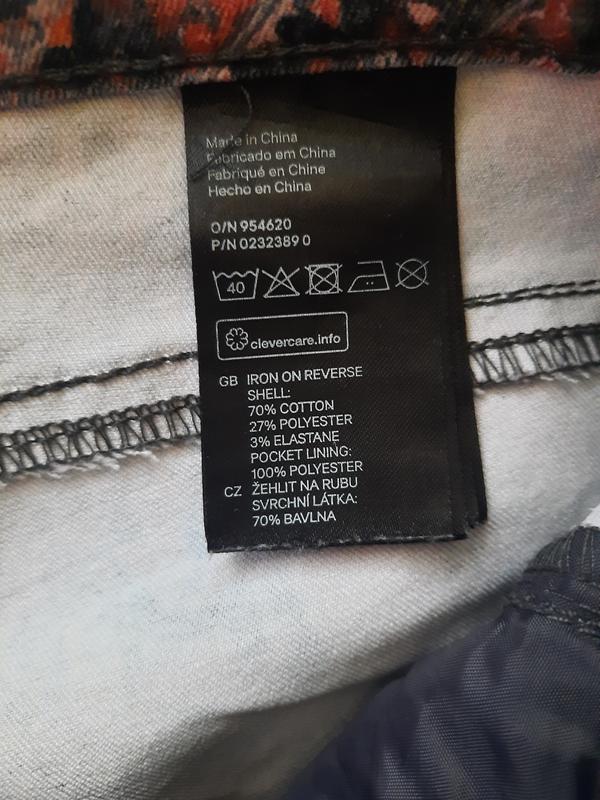 Made in China
Fabricado em China
Fabriqué en Chine
Hecho en China
O/N 954620
P/N 0232389 0
40
clevercare.info
GB IRON ON REVERSE
SHELL:
70% COTTON
27% POLYESTER
3% ELASTANE
POCKET LINING:
100% POLYESTER
CZ ŽEHLIT NA RUBU
SVRCHNÍ LÁTKA:
70% BAVLNA